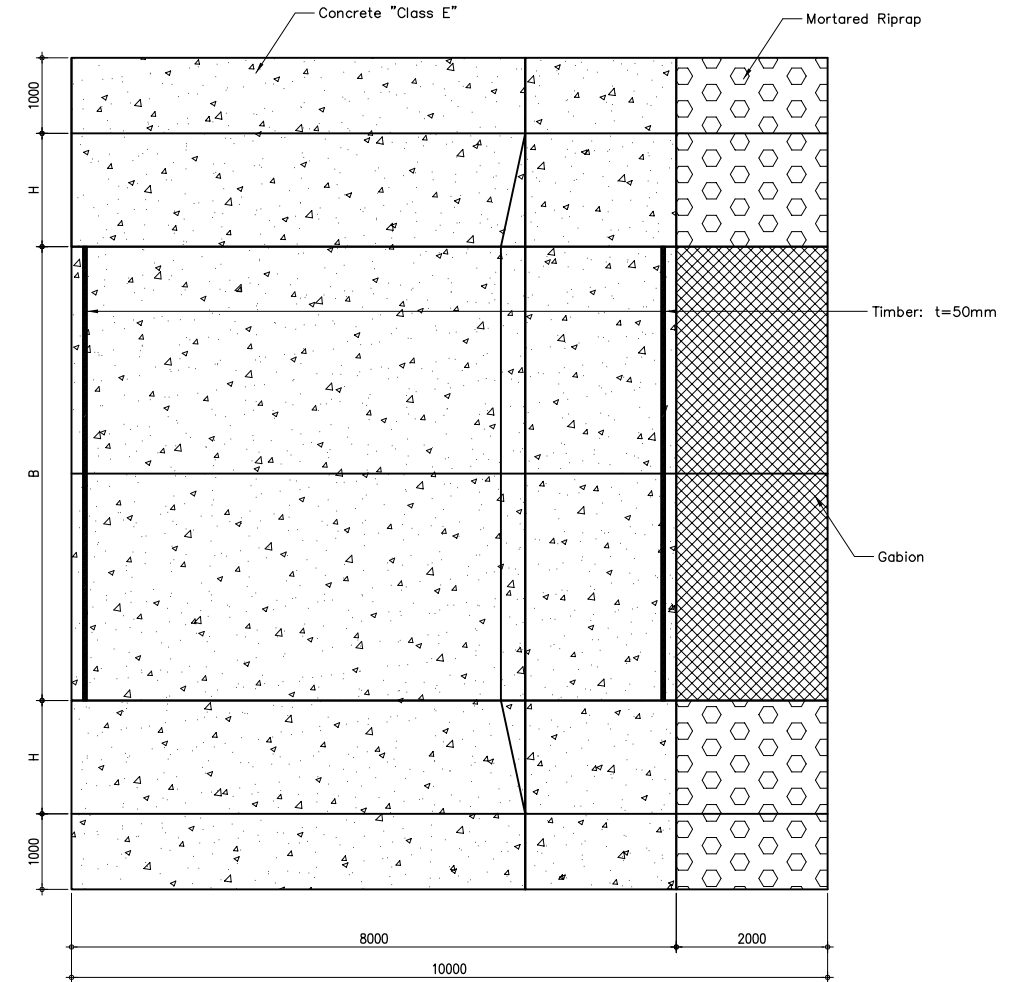 Concrete "Class E"
Mortared Riprap
1000
H
Timber: t=50mm
B
Gabion
H
1000
8000
2000
10000